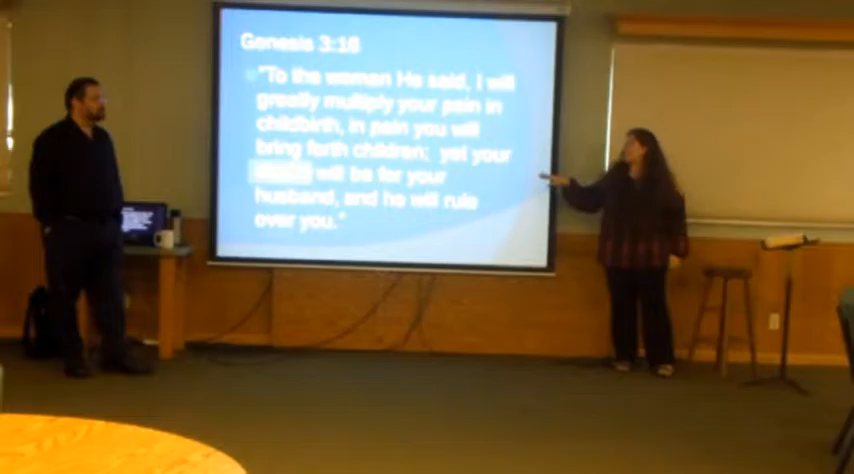 Genesis 3:16
"To the woman He said, I will
greatly multiply your pain in
childbirth, in pain you will
bring forth children; yet your
will be for your
husband, and he will rule
over you."